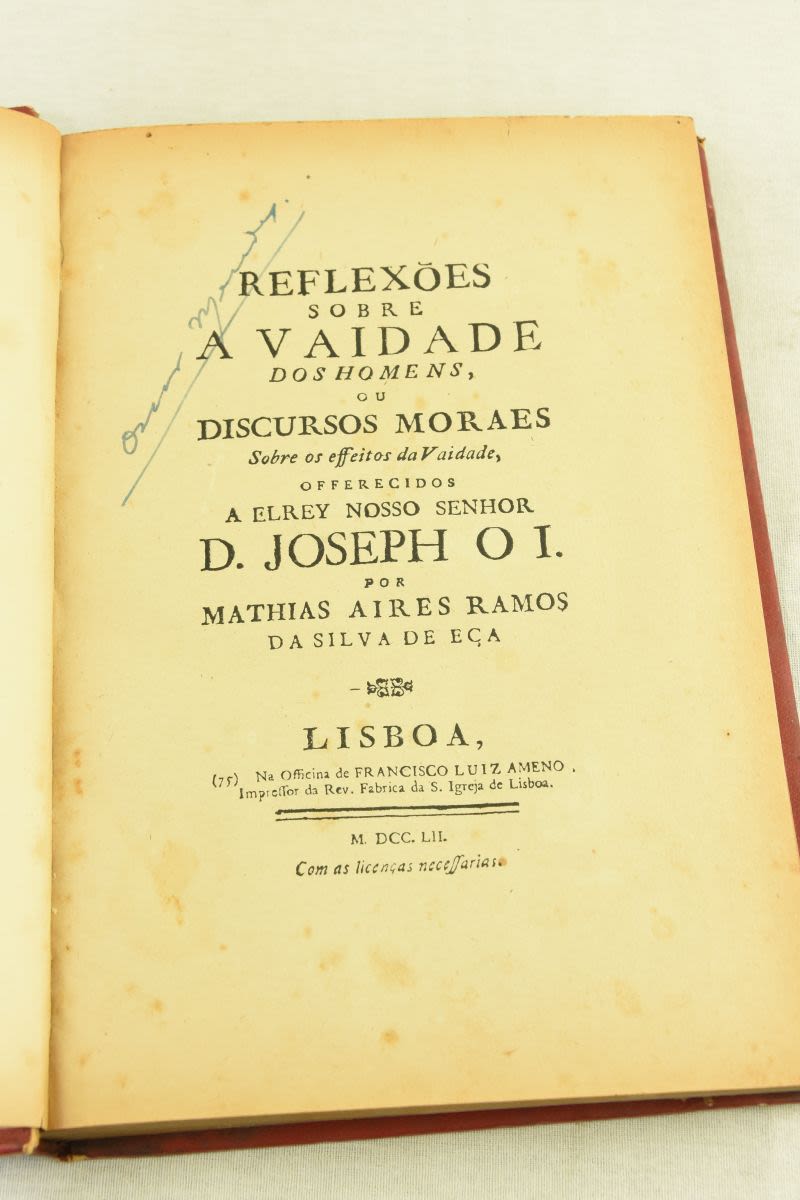 REFLEXÕES
SOBRE
A VAIDADE
DOS HOMENS,
OU
DISCURSOS MORAES
Sobre os effeitos da Vaidade,
OFFERECIDOS
A ELREY NOSSO SENHOR
D. JOSEPH O I.
POR
MATHIAS AIRES RAMOS
DA SILVA DE EÇA
LISBOA,
(75) Na Officina de FRANCISCO LUIZ AMENO,
Impreſſor da Rev. Fabrica da S. Igreja de Lisboa.
M. DCC. LII.
Com as licenças neceſſarias.